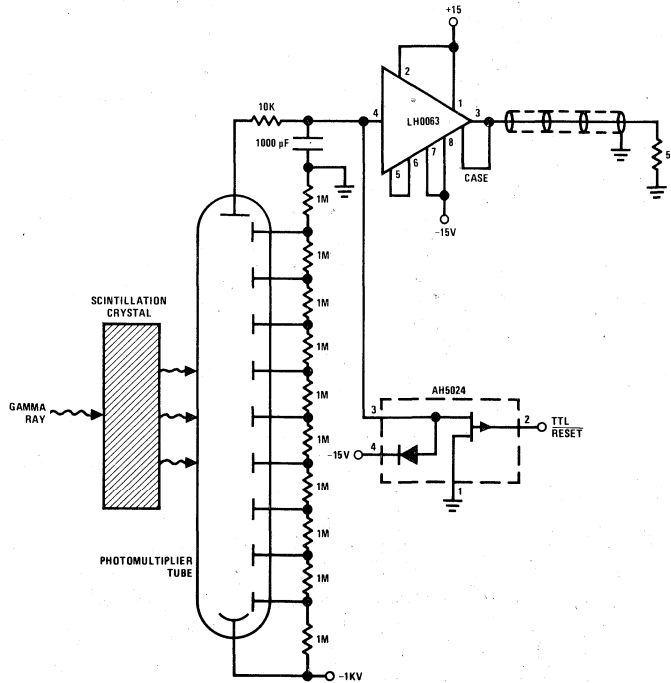 +15
2
10K
4
LH0063
1
3
1000 pF
8
7
6
5
CASE
5
-15V
1M
1M
1M
1M
1M
1M
1M
1M
1M
1M
SCINTILLATION
CRYSTAL
GAMMA
RAY
AH5024
3
2
TTL
RESET
-15V
4
1
PHOTOMULTIPLIER
TUBE
-1KV